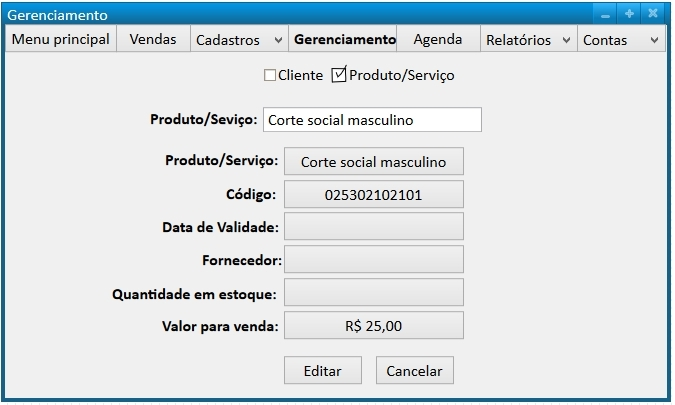 Gerenciamento
Menu principal Vendas Cadastros Gerenciamento Agenda Relatórios Contas
Cliente Produto/Serviço
Produto/Seviço: Corte social masculino
Produto/Serviço: Corte social masculino
Código: 025302102101
Data de Validade:
Fornecedor:
Quantidade em estoque:
Valor para venda: R$ 25,00
Editar Cancelar